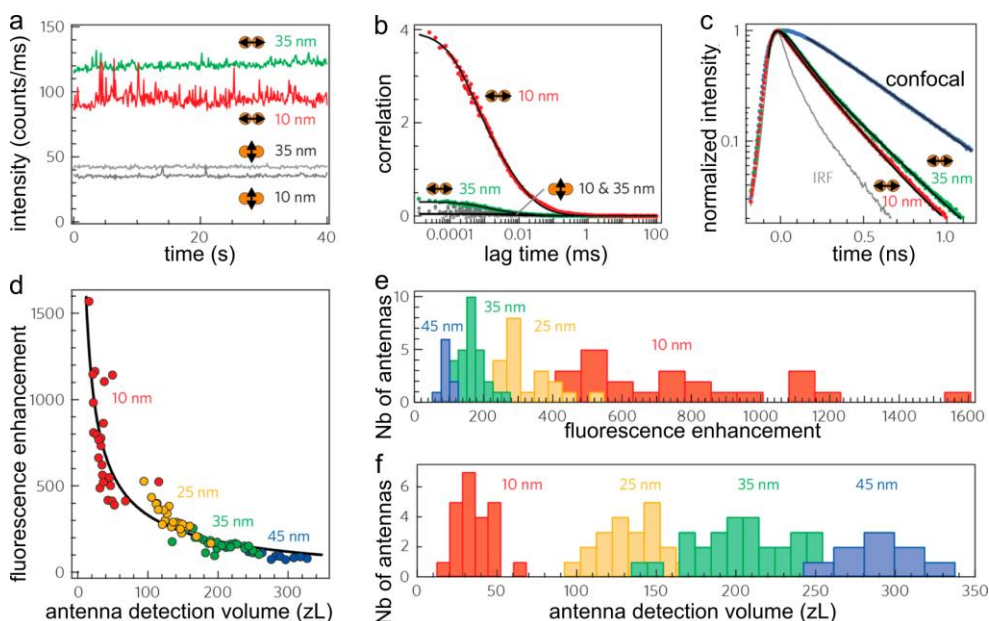 a
150
100
50
0
intensity (counts/ms)
35 nm
10 nm
35 nm
10 nm
0
20
40
time (s)
b
4
2
0
correlation
10 nm
35 nm
10 & 35 nm
0.0001
0.01
1
100
lag time (ms)
c
1
0.1
normalized intensity
confocal
IRF
35 nm
10 nm
0.0
0.5
1.0
time (ns)
d
1500
1000
500
0
fluorescence enhancement
10 nm
25 nm
35 nm
45 nm
0
100
200
300
antenna detection volume (zL)
e
10
5
0
Nb of antennas
45 nm
35 nm
25 nm
10 nm
0
200
400
600
800
1000
1200
1400
1600
fluorescence enhancement
f
6
4
2
0
Nb of antennas
10 nm
25 nm
35 nm
45 nm
0
50
100
150
200
250
300
350
antenna detection volume (zL)